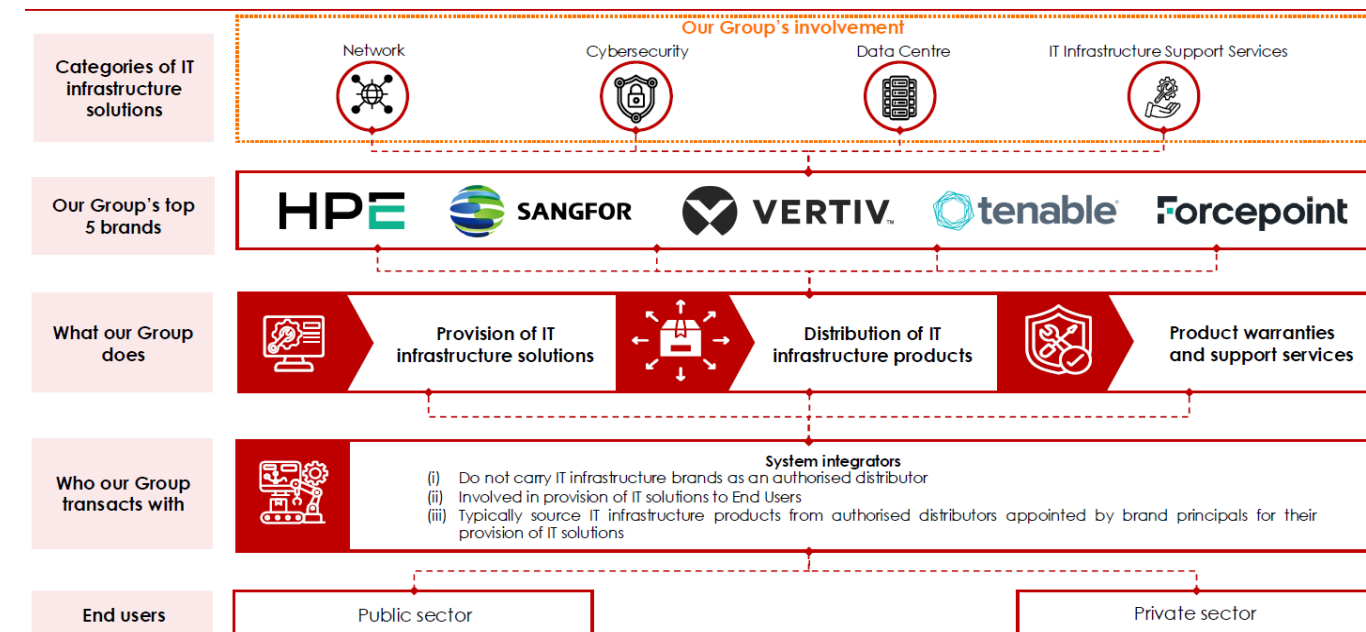 Our Group's involvement
Categories of IT
infrastructure
solutions
Network
Cybersecurity
Data Centre
IT Infrastructure Support Services
Our Group's top
5 brands
HPE
SANGFOR
VERTIV™
tenable®
Forcepoint
What our Group
does
Provision of IT
infrastructure solutions
Distribution of IT
infrastructure products
Product warranties
and support services
Who our Group
transacts with
System integrators
(i) Do not carry IT infrastructure brands as an authorised distributor
(ii) Involved in provision of IT solutions to End Users
(iii) Typically source IT infrastructure products from authorised distributors appointed by brand principals for their
provision of IT solutions
End users
Public sector
Private sector